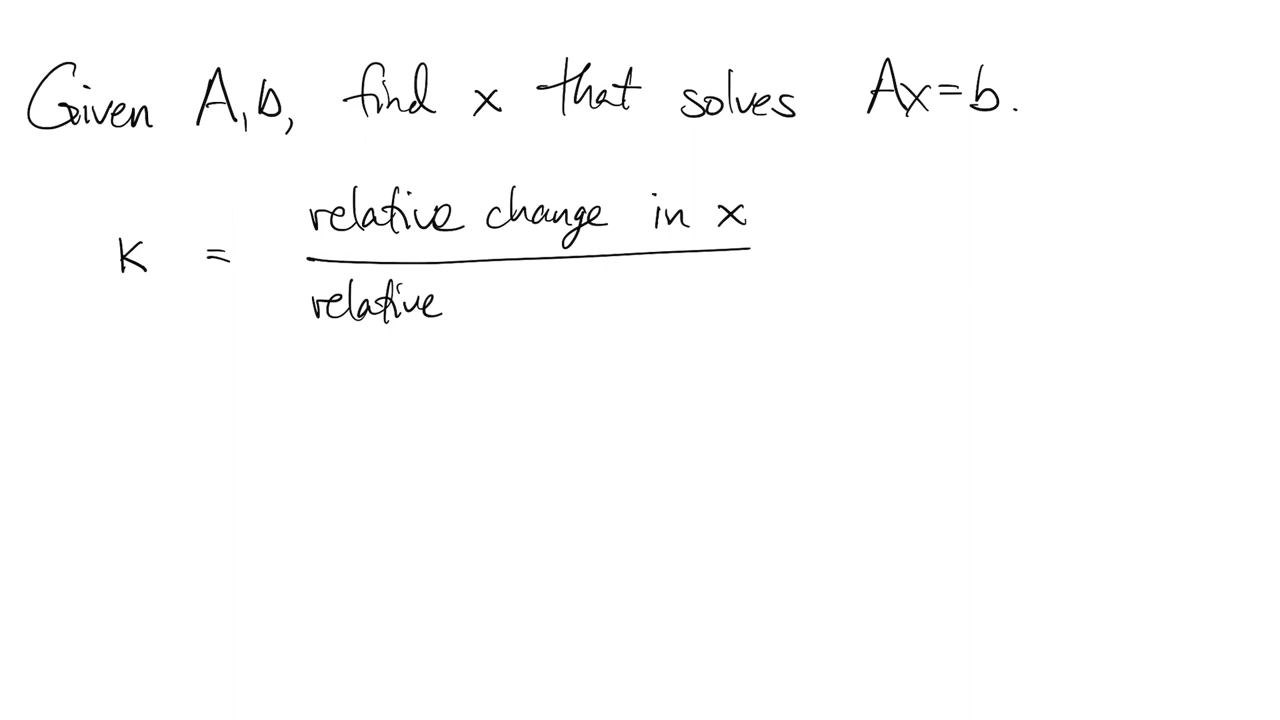 Given A, b, find x that solves Ax=b.
K = relative change in x
relative